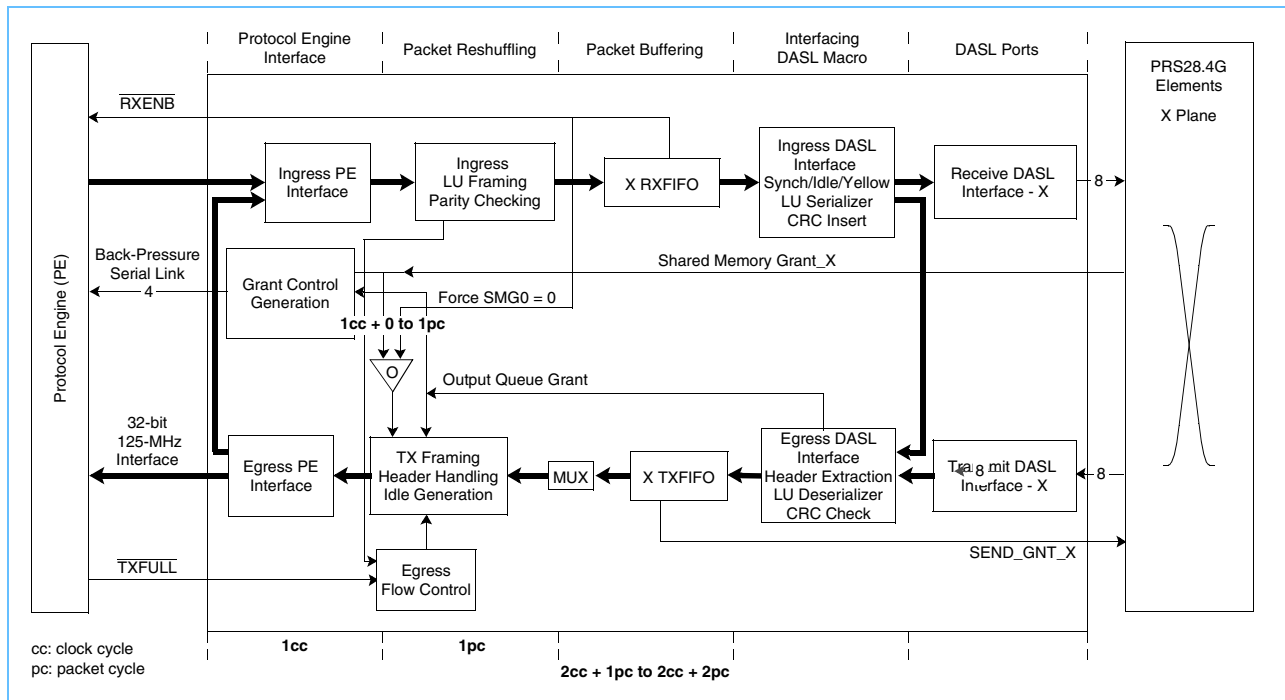 Protocol Engine
Interface
Packet Reshuffling
Packet Buffering
Interfacing
DASL Macro
DASL Ports
PRS28.4G
Elements
X Plane
RXENB
Ingress PE
Interface
Ingress
LU Framing
Parity Checking
X RXFIFO
Ingress DASL
Interface
Synch/Idle/Yellow
LU Serializer
CRC Insert
Receive DASL
Interface - X
8
Protocol Engine (PE)
Back-Pressure
Serial Link
4
Grant Control
Generation
Shared Memory Grant_X
Force SMG0 = 0
1cc + 0 to 1pc
O
Output Queue Grant
32-bit
125-MHz
Interface
Egress PE
Interface
TX Framing
Header Handling
Idle Generation
MUX
X TXFIFO
Egress DASL
Interface
Header Extraction
LU Deserializer
CRC Check
8
DASL
Interface - X
8
SEND_GNT_X
TXFULL
Egress
Flow Control
cc: clock cycle
pc: packet cycle
1cc
1pc
2cc + 1pc to 2cc + 2pc